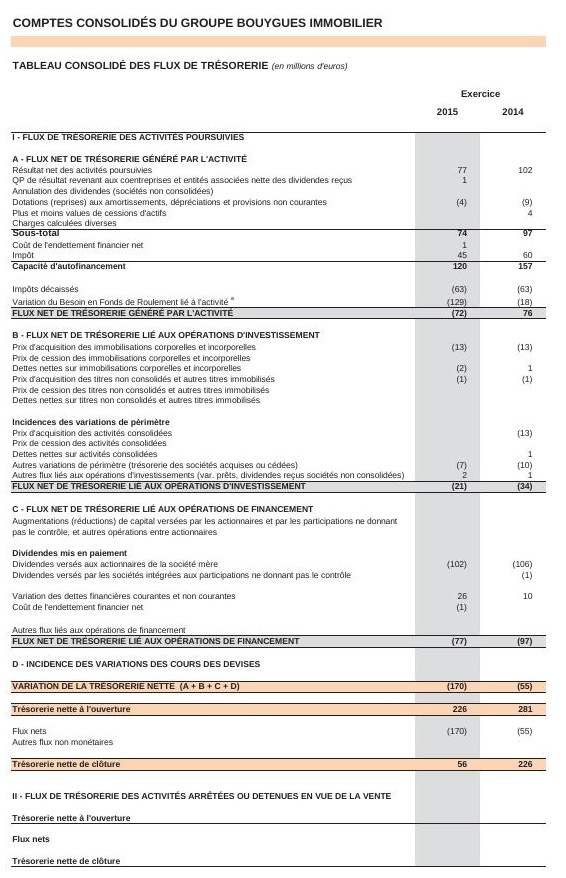 COMPTES CONSOLIDÉS DU GROUPE BOUYGUES IMMOBILIER
TABLEAU CONSOLIDÉ DES FLUX DE TRÉSORERIE (en millions d'euros)
Exercice
2015 2014
I - FLUX DE TRÉSORERIE DES ACTIVITÉS POURSUIVIES
A - FLUX NET DE TRÉSORERIE GÉNÉRÉ PAR L'ACTIVITÉ
Résultat net des activités poursuivies 77 102
QP de résultat revenant aux coentreprises et entités associées nette des dividendes reçus 1
Annulation des dividendes (sociétés non consolidées)
Dotations (reprises) aux amortissements, dépréciations et provisions non courantes (4) (9)
Plus et moins values de cessions d'actifs 4
Charges calculées diverses
Sous-total 74 97
Coût de l'endettement financier net 1
Impôt 45 60
Capacité d'autofinancement 120 157
Impôts décaissés (63) (63)
Variation du Besoin en Fonds de Roulement lié à l'activité a (129) (18)
FLUX NET DE TRÉSORERIE GÉNÉRÉ PAR L'ACTIVITÉ (72) 76
B - FLUX NET DE TRÉSORERIE LIÉ AUX OPÉRATIONS D'INVESTISSEMENT
Prix d'acquisition des immobilisations corporelles et incorporelles (13) (13)
Prix de cession des immobilisations corporelles et incorporelles
Dettes nettes sur immobilisations corporelles et incorporelles (2) 1
Prix d'acquisition des titres non consolidés et autres titres immobilisés (1) (1)
Prix de cession des titres non consolidés et autres titres immobilisés
Dettes nettes sur titres non consolidés et autres titres immobilisés
Incidences des variations de périmètre
Prix d'acquisition des activités consolidées (13)
Prix de cession des activités consolidées
Dettes nettes sur activités consolidées 1
Autres variations de périmètre (trésorerie des sociétés acquises ou cédées) (7) (10)
Autres flux liés aux opérations d'investissements (var. prêts, dividendes reçus sociétés non consolidées) 2 1
FLUX NET DE TRÉSORERIE LIÉ AUX OPÉRATIONS D'INVESTISSEMENT (21) (34)
C - FLUX NET DE TRÉSORERIE LIÉ AUX OPÉRATIONS DE FINANCEMENT
Augmentations (réductions) de capital versées par les actionnaires et par les participations ne donnant
pas le contrôle, et autres opérations entre actionnaires
Dividendes mis en paiement
Dividendes versés aux actionnaires de la société mère (102) (106)
Dividendes versés par les sociétés intégrées aux participations ne donnant pas le contrôle (1)
Variation des dettes financières courantes et non courantes 26 10
Coût de l'endettement financier net (1)
Autres flux liés aux opérations de financement
FLUX NET DE TRÉSORERIE LIÉ AUX OPÉRATIONS DE FINANCEMENT (77) (97)
D - INCIDENCE DES VARIATIONS DES COURS DES DEVISES
VARIATION DE LA TRÉSORERIE NETTE (A + B + C + D) (170) (55)
Trésorerie nette à l'ouverture 226 281
Flux nets (170) (55)
Autres flux non monétaires
Trésorerie nette de clôture 56 226
II - FLUX DE TRÉSORERIE DES ACTIVITÉS ARRÊTÉES OU DETENUES EN VUE DE LA VENTE
Trésorerie nette à l'ouverture
Flux nets
Trésorerie nette de clôture